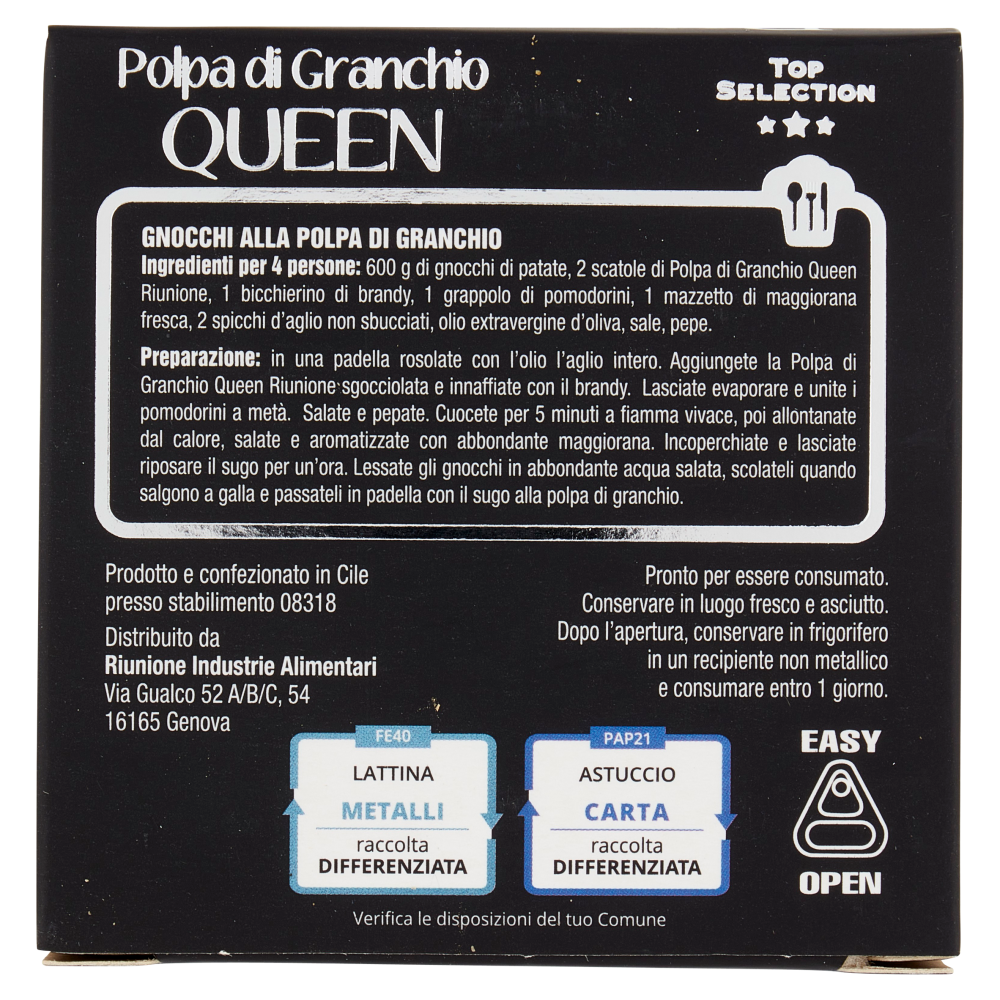 Polpa di Granchio
QUEEN
TOP
SELECTION
GNOCCHI ALLA POLPA DI GRANCHIO
Ingredienti per 4 persone: 600 g di gnocchi di patate, 2 scatole di Polpa di Granchio Queen
Riunione, 1 bicchierino di brandy, 1 grappolo di pomodorini, 1 mazzetto di maggiorana
fresca, 2 spicchi d'aglio non sbucciati, olio extravergine d'oliva, sale, pepe.
Preparazione: in una padella rosolate con l'olio l'aglio intero. Aggiungete la Polpa di
Granchio Queen Riunione sgocciolata e innaffiate con il brandy. Lasciate evaporare e unite i
pomodorini a metà. Salate e pepate. Cuocete per 5 minuti a fiamma vivace, poi allontanate
dal calore, salate e aromatizzate con abbondante maggiorana. Incoperchiate e lasciate
riposare il sugo per un'ora. Lessate gli gnocchi in abbondante acqua salata, scolateli quando
salgono a galla e passateli in padella con il sugo alla polpa di granchio.
Prodotto e confezionato in Cile
presso stabilimento 08318
Distribuito da
Riunione Industrie Alimentari
Via Gualco 52 A/B/C, 54
16165 Genova
Pronto per essere consumato.
Conservare in luogo fresco e asciutto.
Dopo l'apertura, conservare in frigorifero
in un recipiente non metallico
e consumare entro 1 giorno.
FE40
LATTINA
METALLI
raccolta
DIFFERENZIATA
PAP21
ASTUCCIO
CARTA
raccolta
DIFFERENZIATA
EASY
OPEN
Verifica le disposizioni del tuo Comune